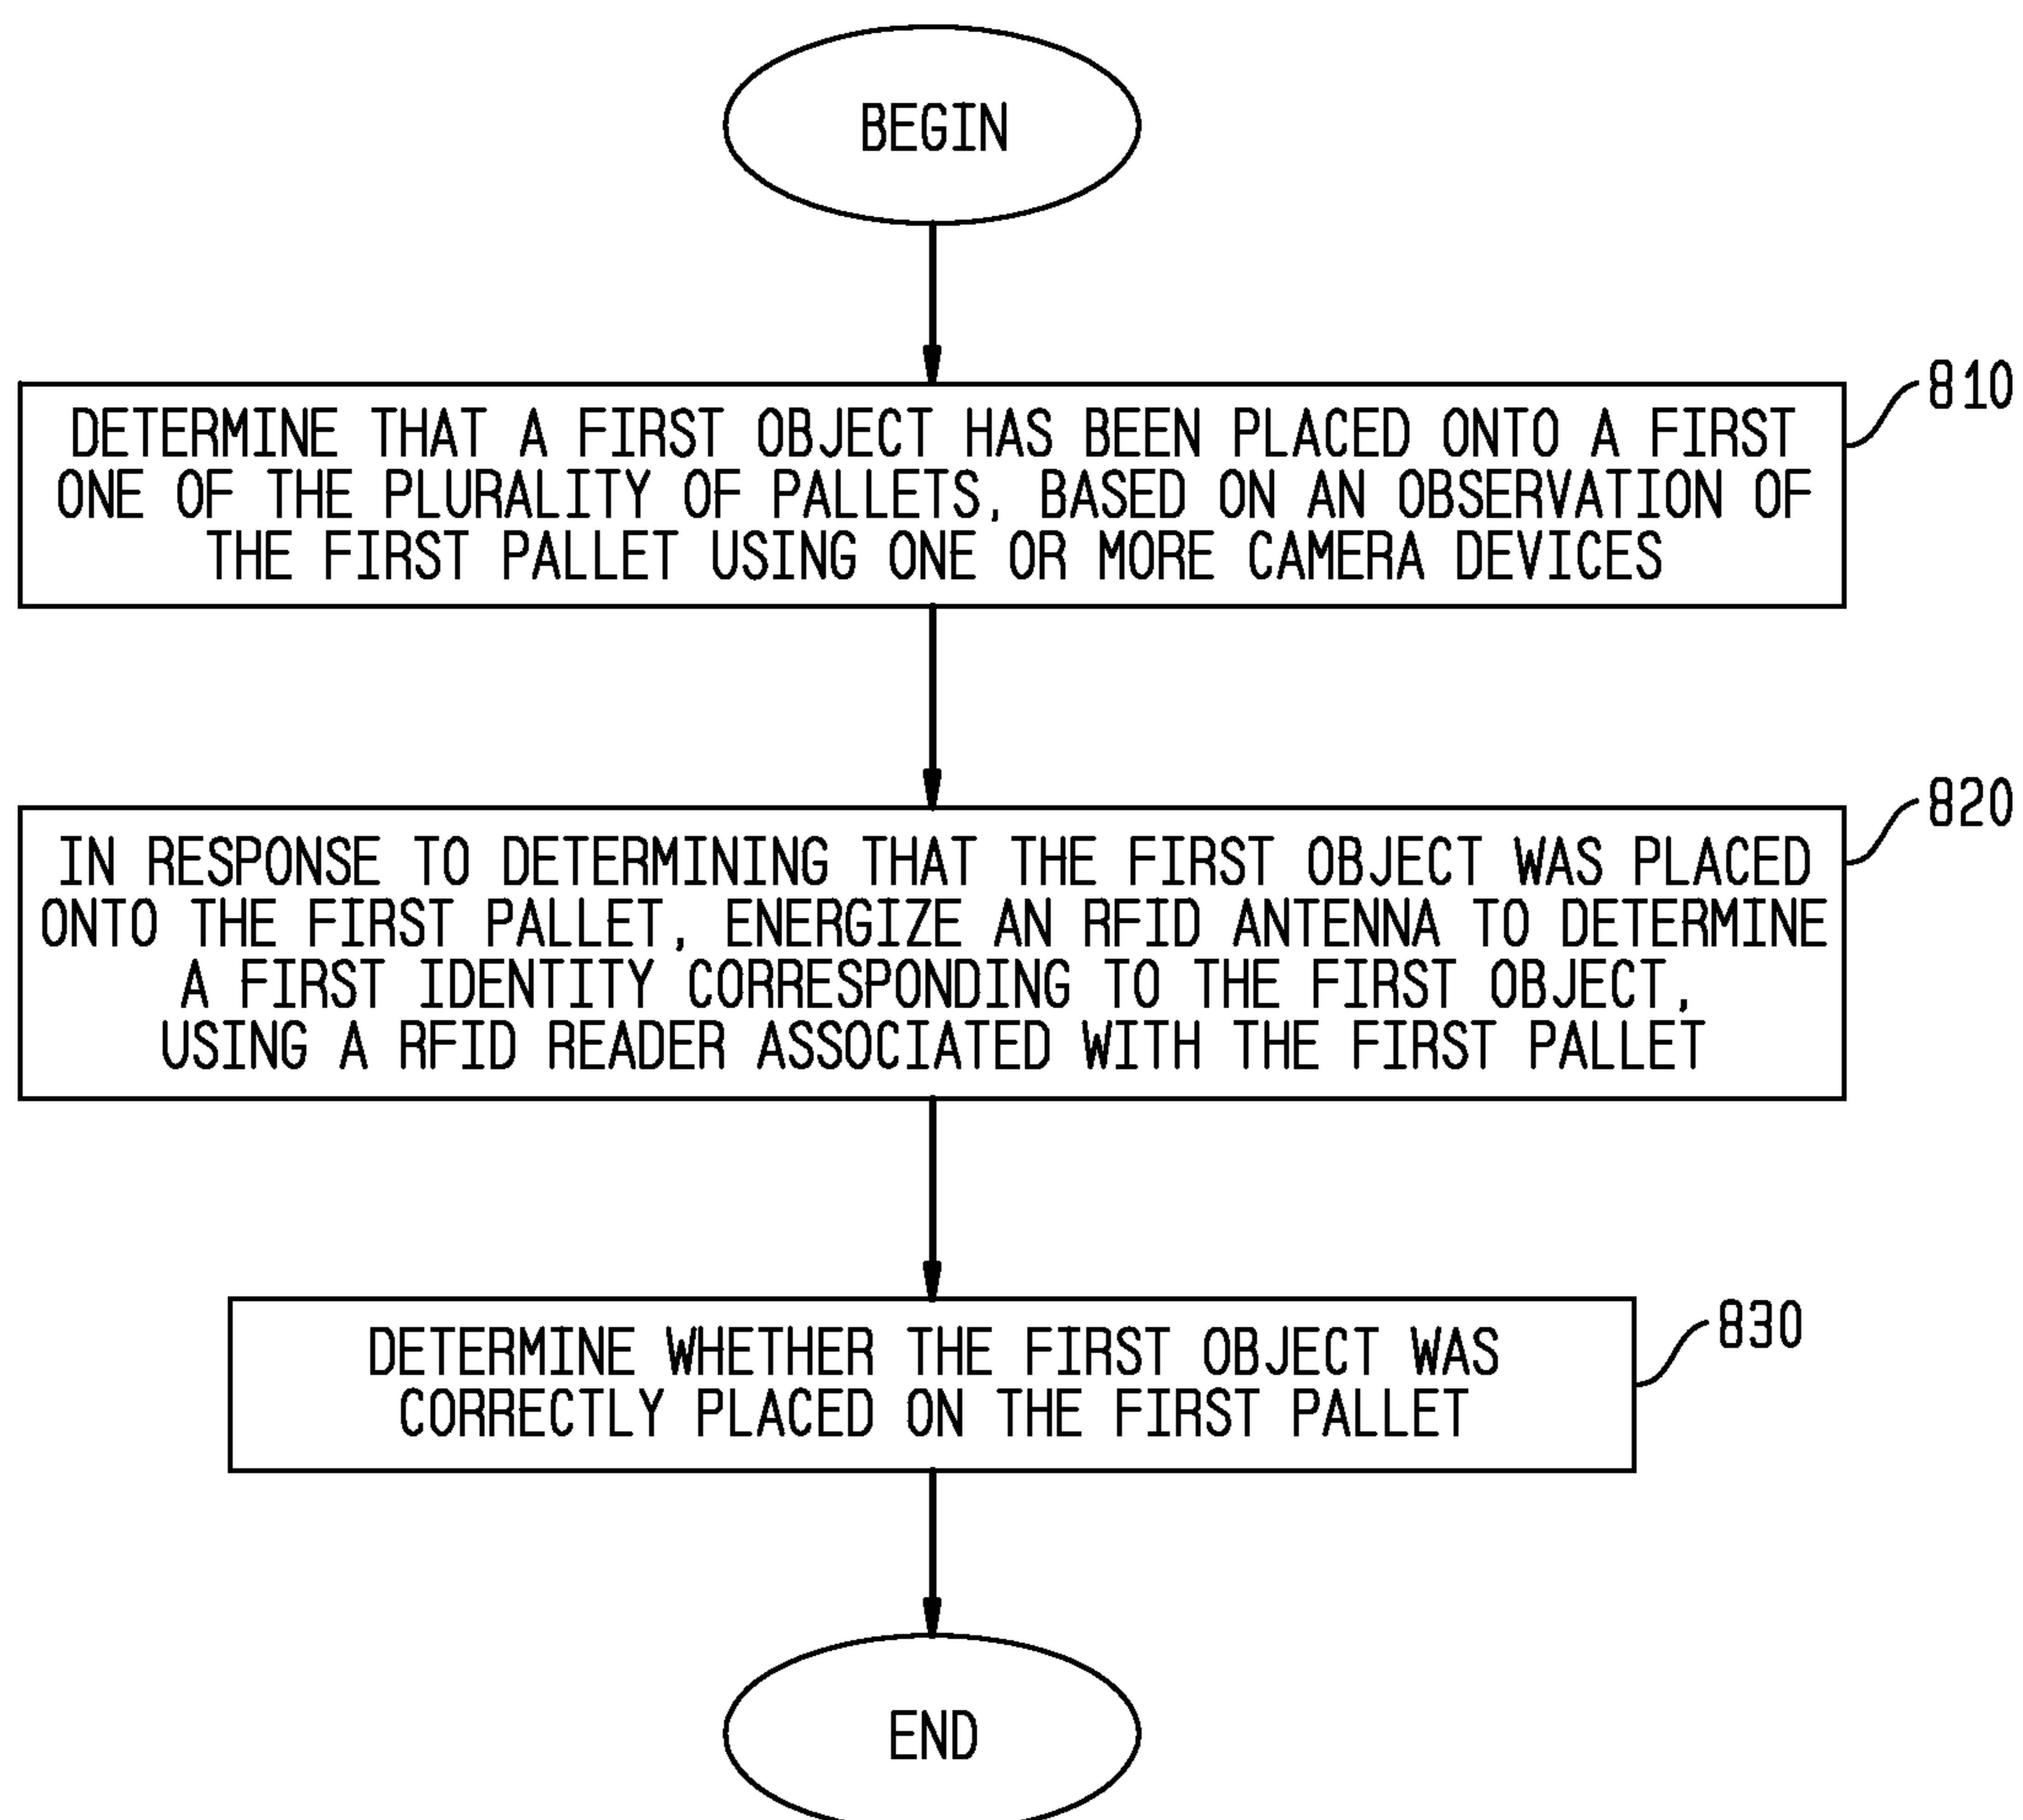 BEGIN
810
DETERMINE THAT A FIRST OBJECT HAS BEEN PLACED ONTO A FIRST
ONE OF THE PLURALITY OF PALLETS, BASED ON AN OBSERVATION OF
THE FIRST PALLET USING ONE OR MORE CAMERA DEVICES
820
IN RESPONSE TO DETERMINING THAT THE FIRST OBJECT WAS PLACED
ONTO THE FIRST PALLET, ENERGIZE AN RFID ANTENNA TO DETERMINE
A FIRST IDENTITY CORRESPONDING TO THE FIRST OBJECT,
USING A RFID READER ASSOCIATED WITH THE FIRST PALLET
830
DETERMINE WHETHER THE FIRST OBJECT WAS
CORRECTLY PLACED ON THE FIRST PALLET
END